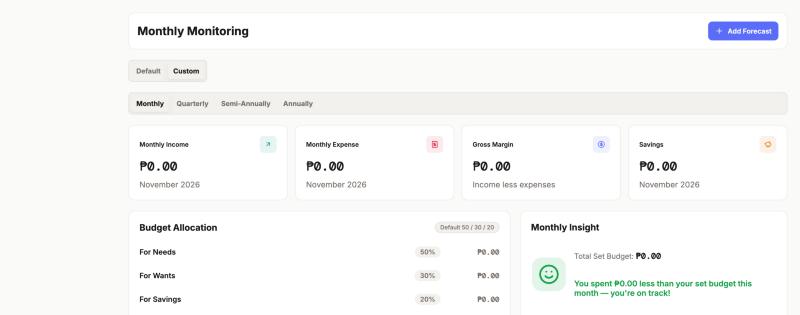 Monthly Monitoring
+ Add Forecast
Default Custom
Monthly Quarterly Semi-Annually Annually
Monthly Income
₱0.00
November 2026
Monthly Expense
₱0.00
November 2026
Gross Margin
₱0.00
Income less expenses
Savings
₱0.00
November 2026
Budget Allocation Default 50 / 30 / 20
For Needs 50% ₱0.00
For Wants 30% ₱0.00
For Savings 20% ₱0.00
Monthly Insight
Total Set Budget: ₱0.00
You spent ₱0.00 less than your set budget this
month — you're on track!